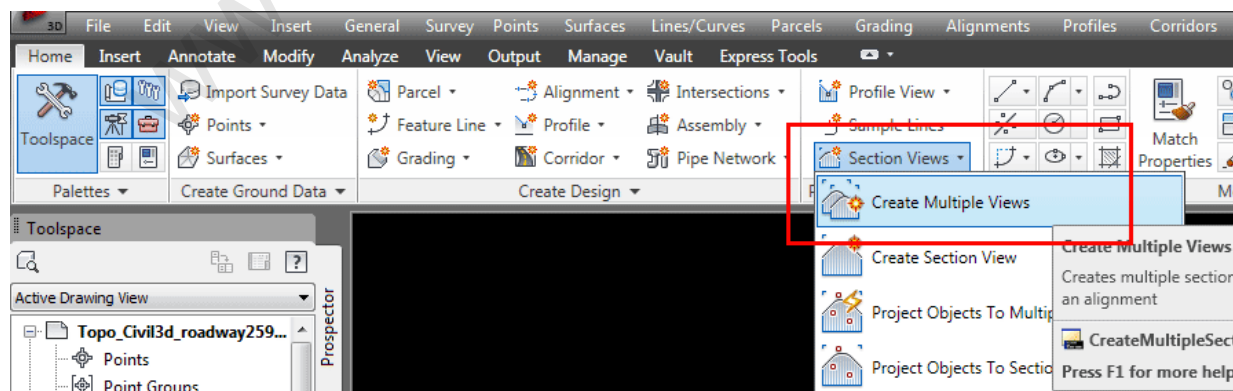 3D File Edit View Insert General Survey Points Surfaces Lines/Curves Parcels Grading Alignments Profiles Corridors
Home Insert Annotate Modify Analyze View Output Manage Vault Express Tools
Import Survey Data Parcel Alignment Intersections Profile View
Toolspace Points Feature Line Profile Assembly Sample Lines Match Properties
Surfaces Grading Corridor Pipe Network Section Views
Palettes Create Ground Data Create Design
Create Multiple Views
Toolspace
Create Multiple Views
Create Section View
Creates multiple section
an alignment
Active Drawing View
Prospector
Project Objects To Multip
Topo_Civil3d_roadway259...
CreateMultipleSect
Points
Project Objects To Sectio
Press F1 for more help
Point Groups